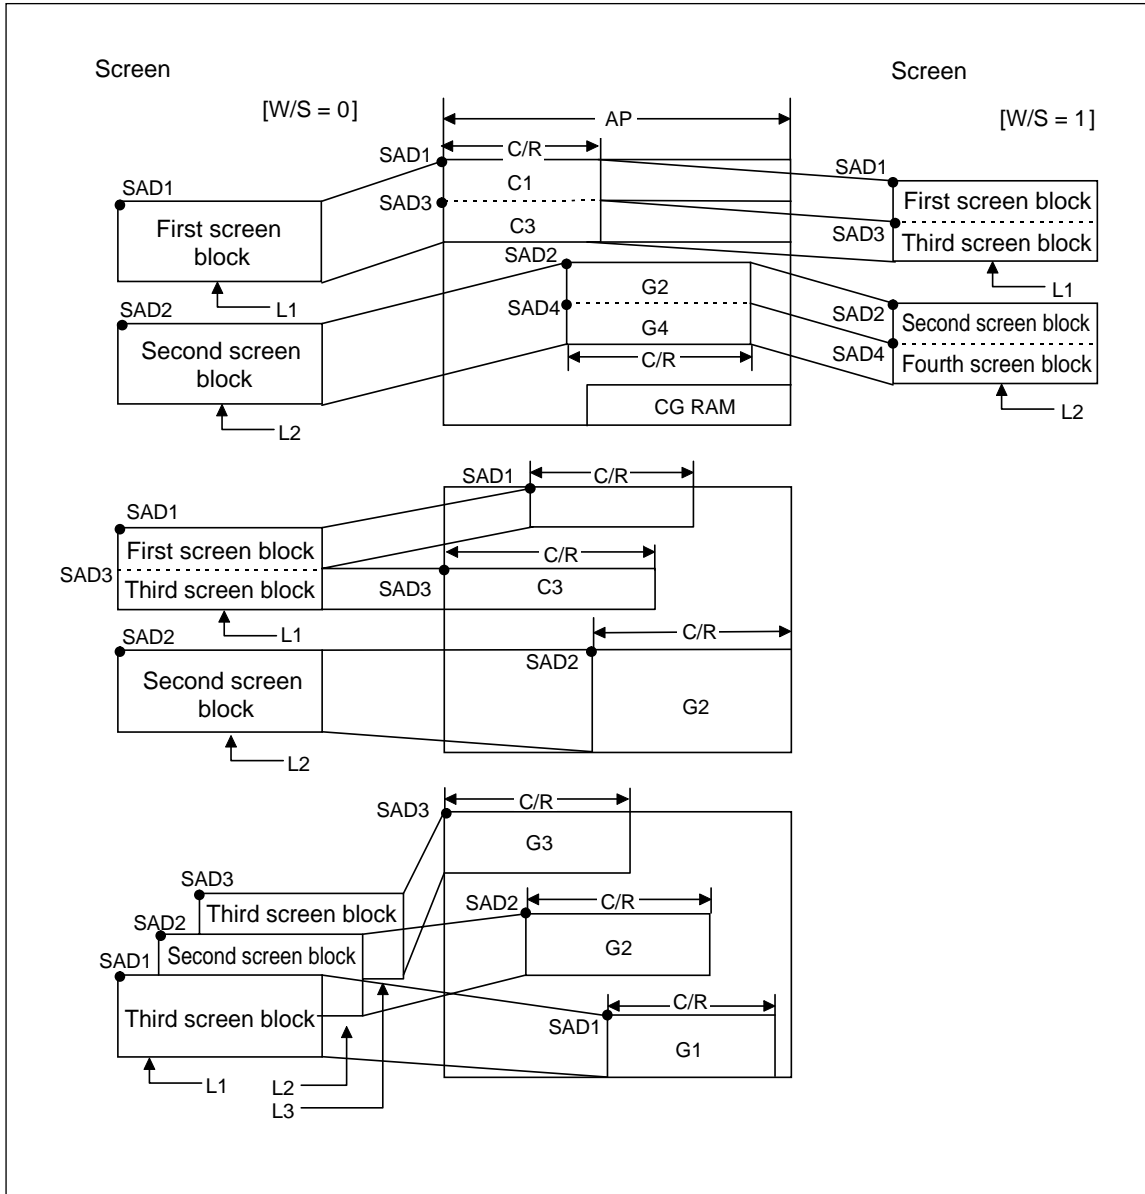 Screen
Screen
[W/S = 0]
AP
[W/S = 1]
C/R
SAD1
SAD1
SAD1
C1
First screen block
SAD3
SAD3
C3
Third screen block
First screen
block
SAD2
L1
L1
SAD2
G2
SAD2
Second screen block
SAD4
G4
SAD4
Fourth screen block
Second screen
block
C/R
CG RAM
L2
L2
SAD1
C/R
SAD1
First screen block
C/R
SAD3
Third screen block
SAD3
C3
L1
C/R
SAD2
SAD2
Second screen
block
G2
L2
SAD3
C/R
G3
SAD3
Third screen block
SAD2
C/R
SAD2
Second screen block
G2
SAD1
C/R
Third screen block
SAD1
G1
L1
L2
L3